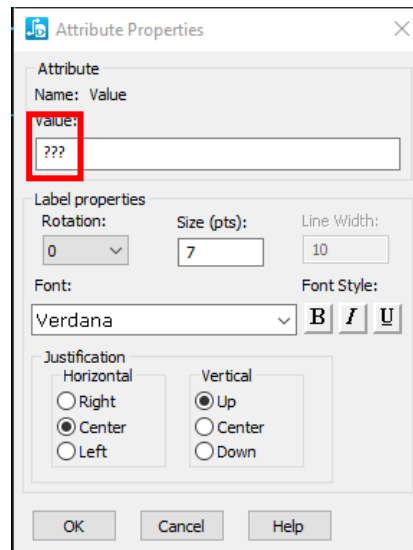 Attribute Properties
Attribute
Name: Value
Value:
???
Label properties
Rotation: Size (pts): Line Width:
0 7 10
Font: Font Style:
Verdana B I U
Justification
Horizontal Vertical
Right Up
Center Center
Left Down
OK Cancel Help